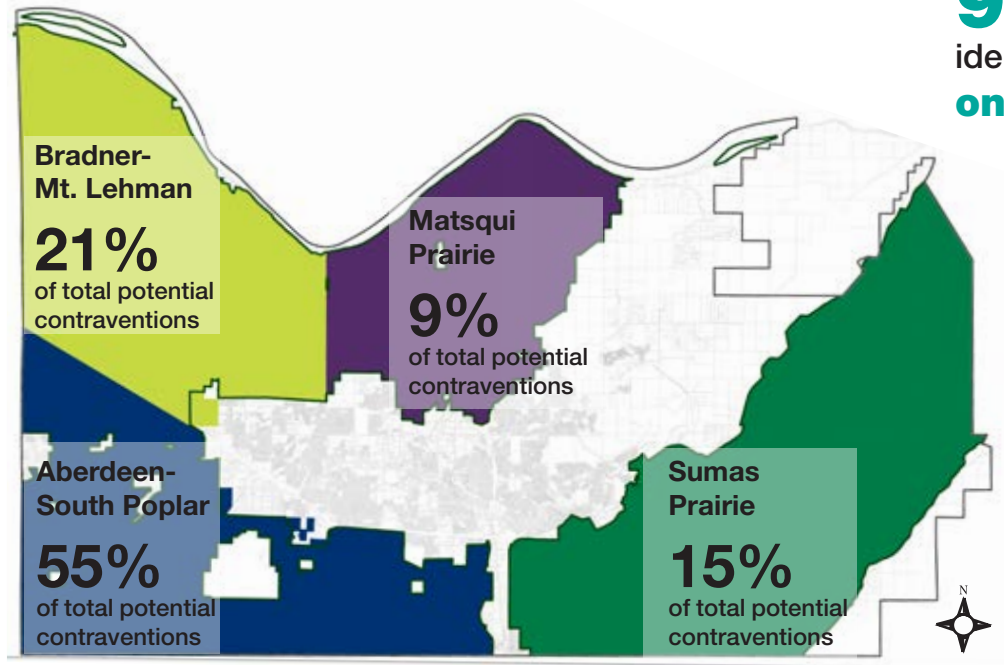 ide
on
Bradner-
Mt. Lehman
21%
of total potential
contraventions
Matsqui
Prairie
9%
of total potential
contraventions
Aberdeen-
South Poplar
55%
of total potential
contraventions
Sumas
Prairie
15%
of total potential
contraventions
N